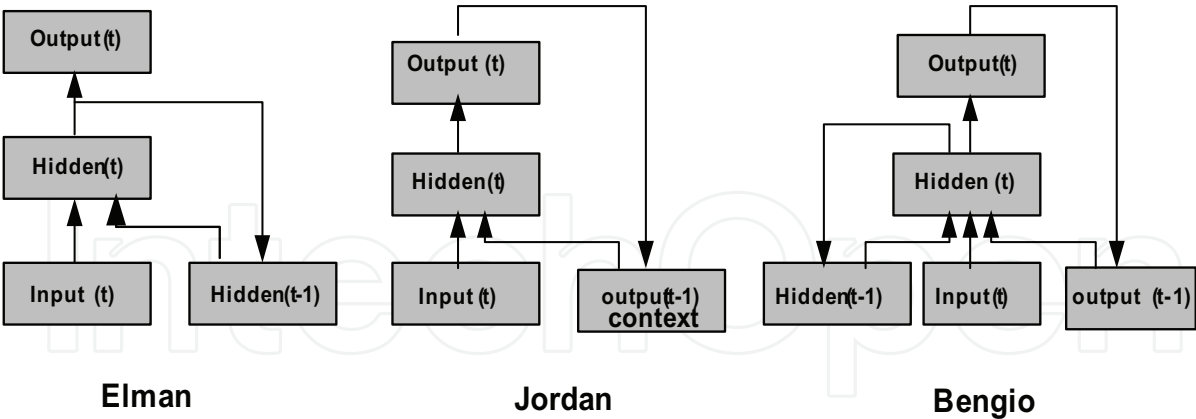 Output(t)
Hidden(t)
Input (t)
Hidden(t-1)
Elman
Output (t)
Hidden(t)
Input(t)
output(t-1)
context
Jordan
Output(t)
Hidden (t)
Hidden(t-1)
Input(t)
output (t-1)
Bengio
IntechOpen